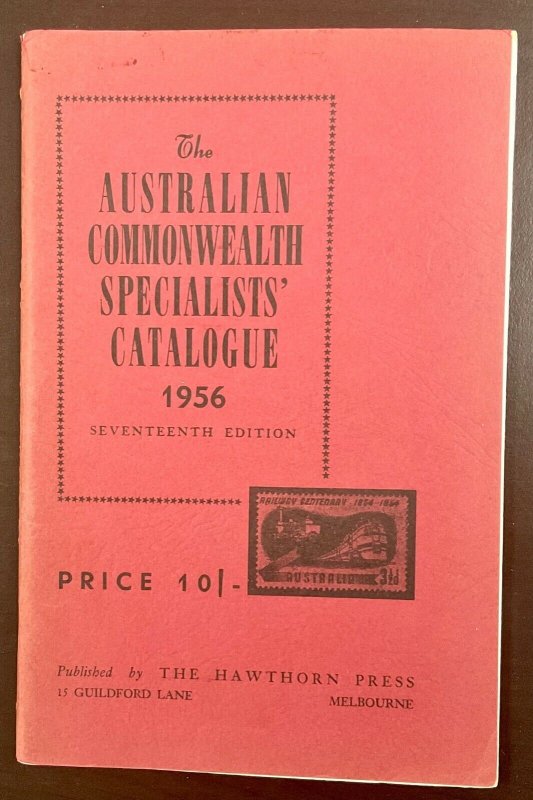 The
AUSTRALIAN
COMMONWEALTH
SPECIALISTS'
CATALOGUE
1956
SEVENTEENTH EDITION
RAILWAY CENTENARY 1854-1954
AUSTRALIA 3½d
PRICE 10/-
Published by THE HAWTHORN PRESS
15 GUILDFORD LANE MELBOURNE